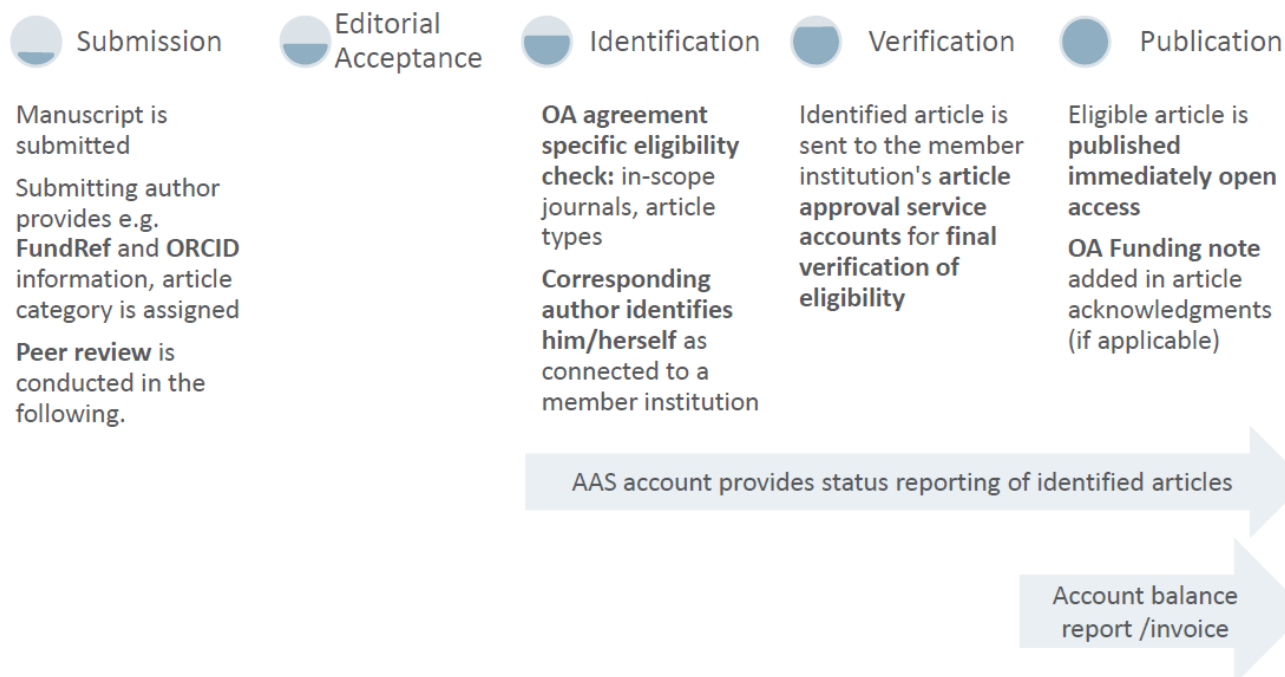 Submission
Editorial
Acceptance
Identification
Verification
Publication
Manuscript is
submitted
Submitting author
provides e.g.
FundRef and ORCID
information, article
category is assigned
Peer review is
conducted in the
following.
OA agreement
specific eligibility
check: in-scope
journals, article
types
Corresponding
author identifies
him/herself as
connected to a
member institution
Identified article is
sent to the member
institution's article
approval service
accounts for final
verification of
eligibility
Eligible article is
published
immediately open
access
OA Funding note
added in article
acknowledgments
(if applicable)
AAS account provides status reporting of identified articles
Account balance
report /invoice